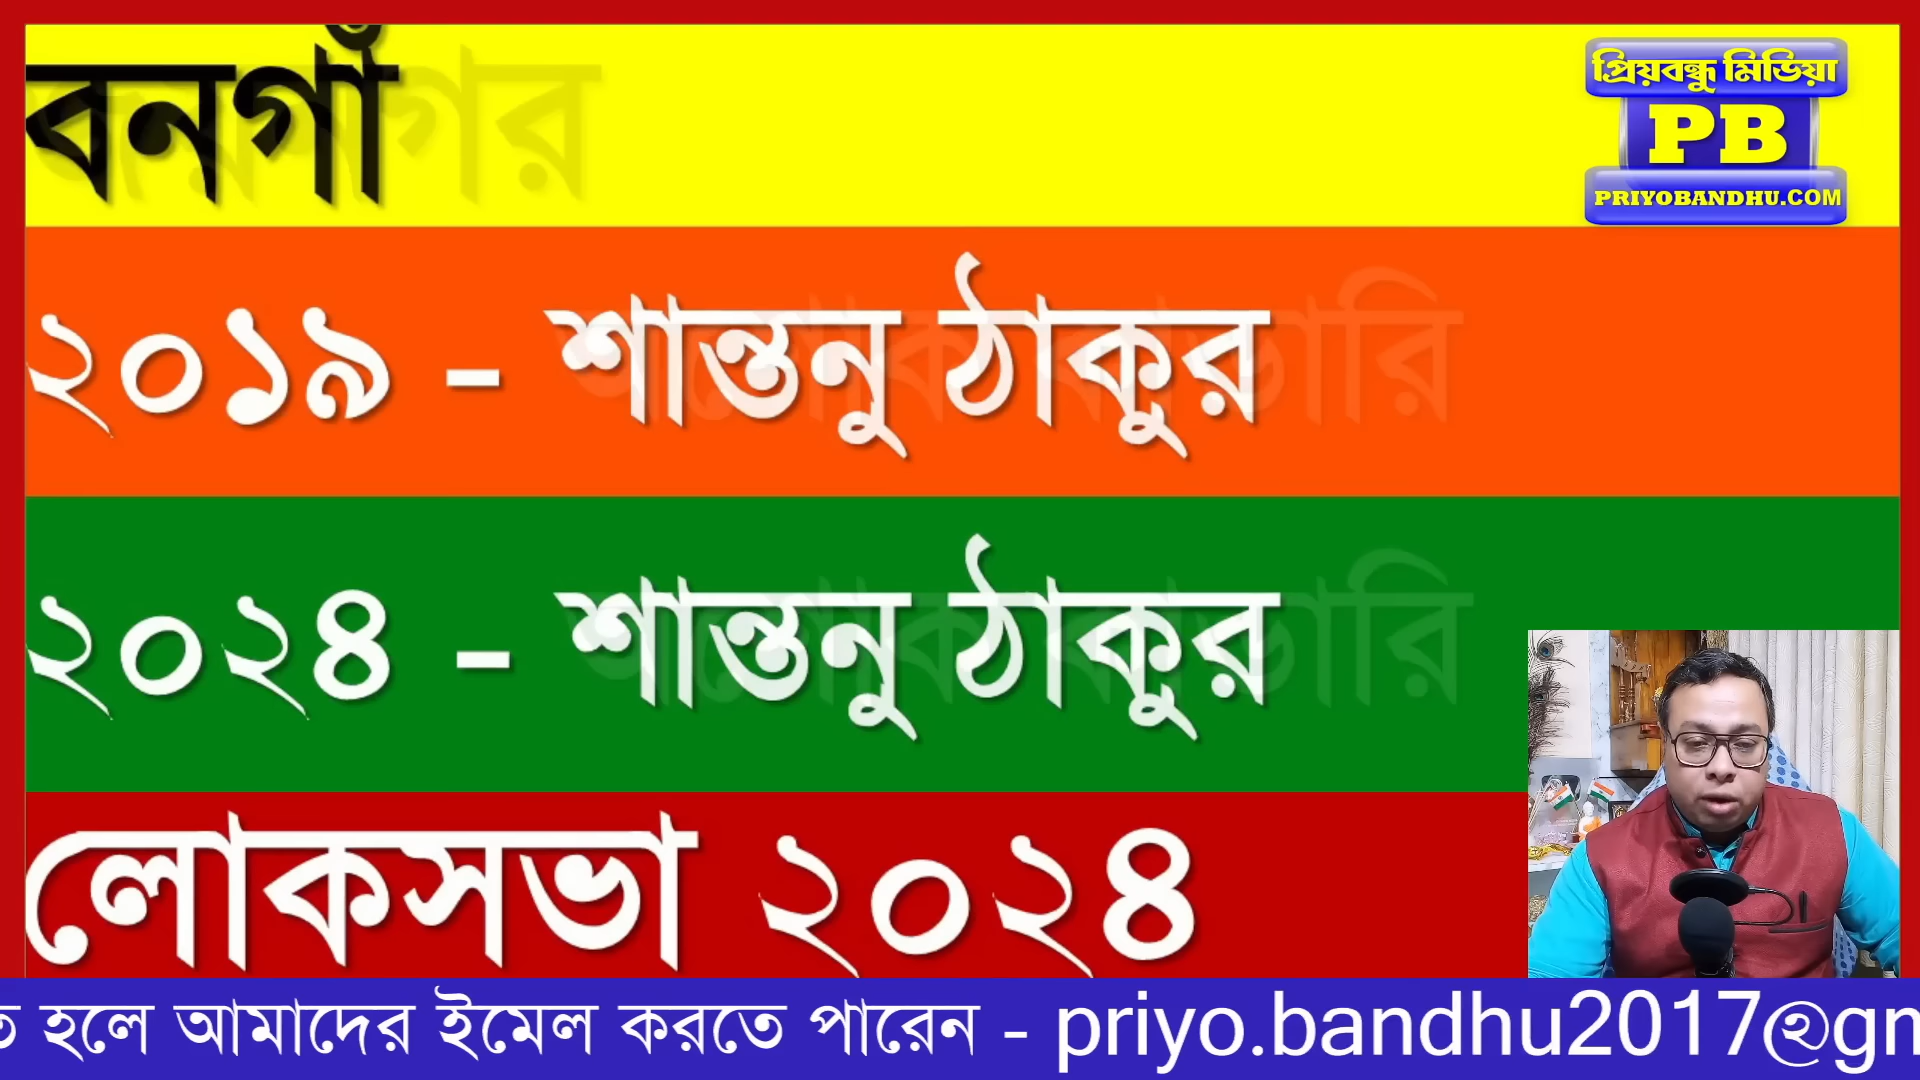 বনগাঁ
প্রিয়বন্ধু মিডিয়া
PB
PRIYOBANDHU.COM
২০১৯ - শান্তনু ঠাকুর
২০২৪ - শান্তনু ঠাকুর
লোকসভা ২০২৪
হলে আমাদের ইমেল করতে পারেন - priyo.bandhu2017@gm